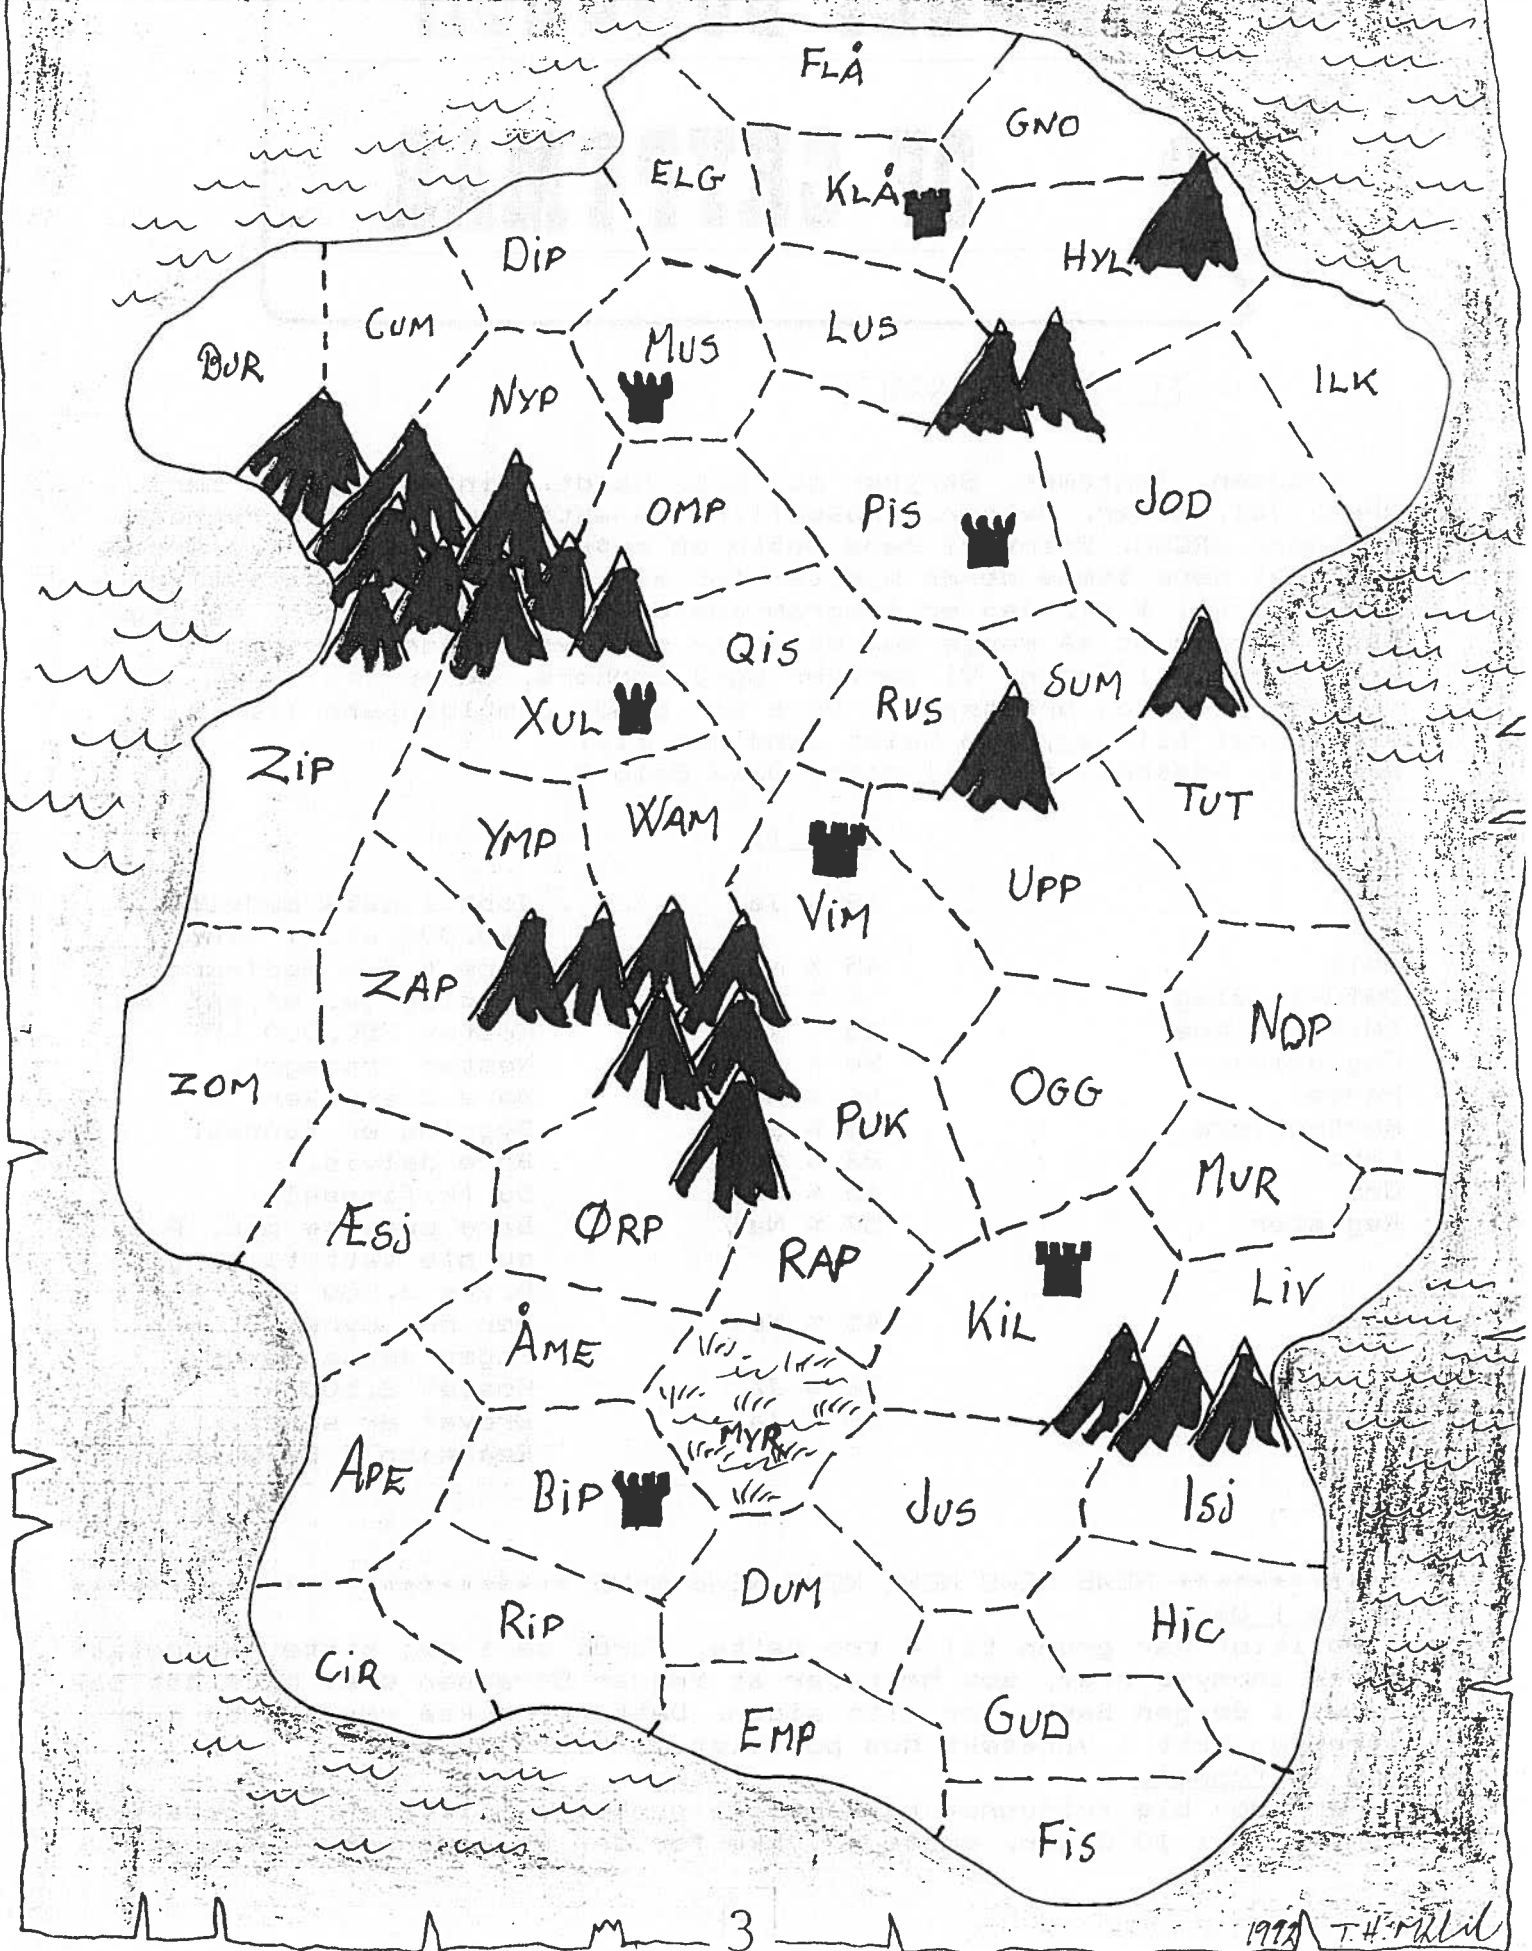 FLÅ
GNO
ELG
KLÅ
DiP
HYL
CUM
LUS
BUR
MUS
NYP
ILK
OMP
PiS
JOD
QiS
SUM
RUS
XUL
ZiP
TUT
WAM
YMP
UPP
ViM
ZAP
NOP
ZOM
OGG
PUK
MUR
ÆSj
ØRP
RAP
LiV
KiL
ÅME
MYR
APE
BiP
JUS
ISj
DUM
RiP
HiC
CiR
GUD
EMP
FiS
3
1992 T.H.